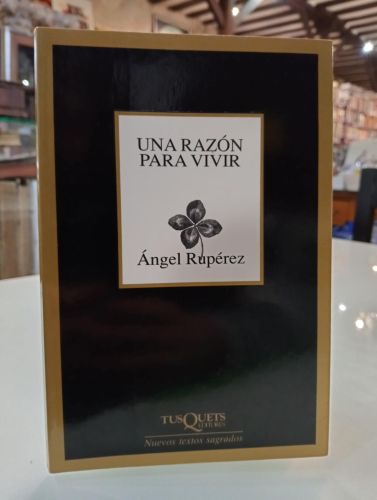 UNA RAZÓN
PARA VIVIR
Ángel Rupérez
TUSQUETS
EDITORES
Nuevos textos sagrados